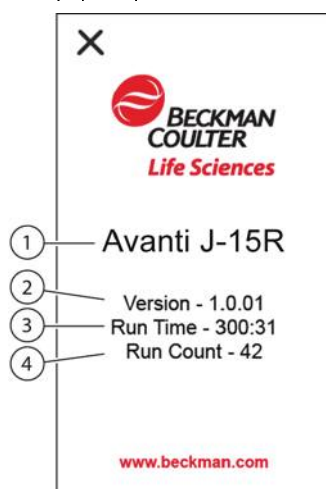 BECKMAN
COULTER
Life Sciences
1
Avanti J-15R
2
Version - 1.0.01
3
Run Time - 300:31
4
Run Count - 42
www.beckman.com